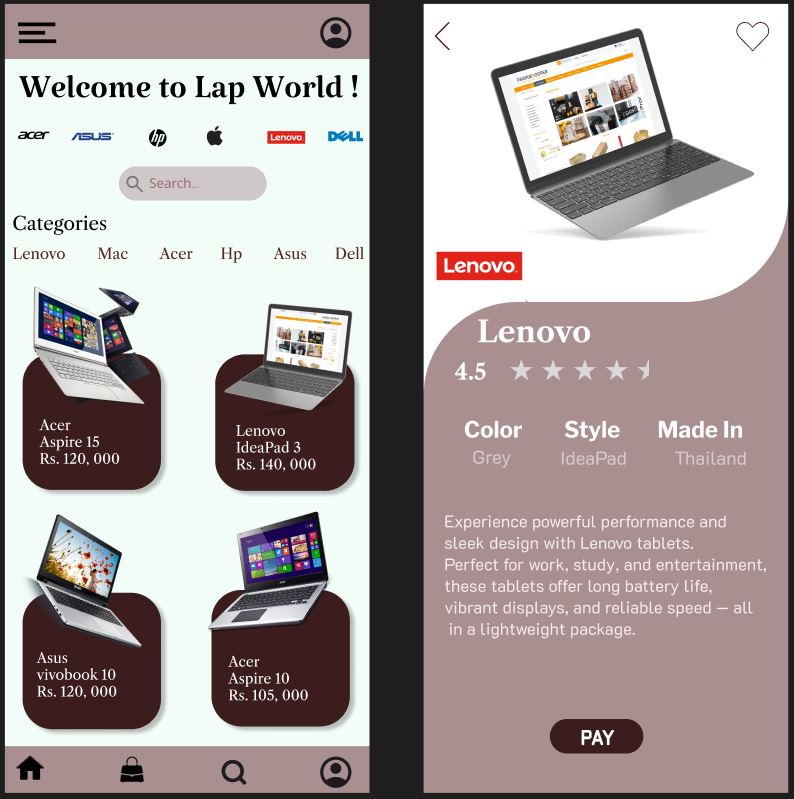 Welcome to Lap World !
acer ASUS hp Lenovo. DELL
Search...
Categories
Lenovo Mac Acer Hp Asus Dell
Acer
Aspire 15
Rs. 120, 000
Lenovo
IdeaPad 3
Rs. 140, 000
Asus
vivobook 10
Rs. 120, 000
Acer
Aspire 10
Rs. 105, 000
Lenovo.
Lenovo
4.5
Color Style Made In
Grey IdeaPad Thailand
Experience powerful performance and
sleek design with Lenovo tablets.
Perfect for work, study, and entertainment,
these tablets offer long battery life,
vibrant displays, and reliable speed — all
in a lightweight package.
PAY